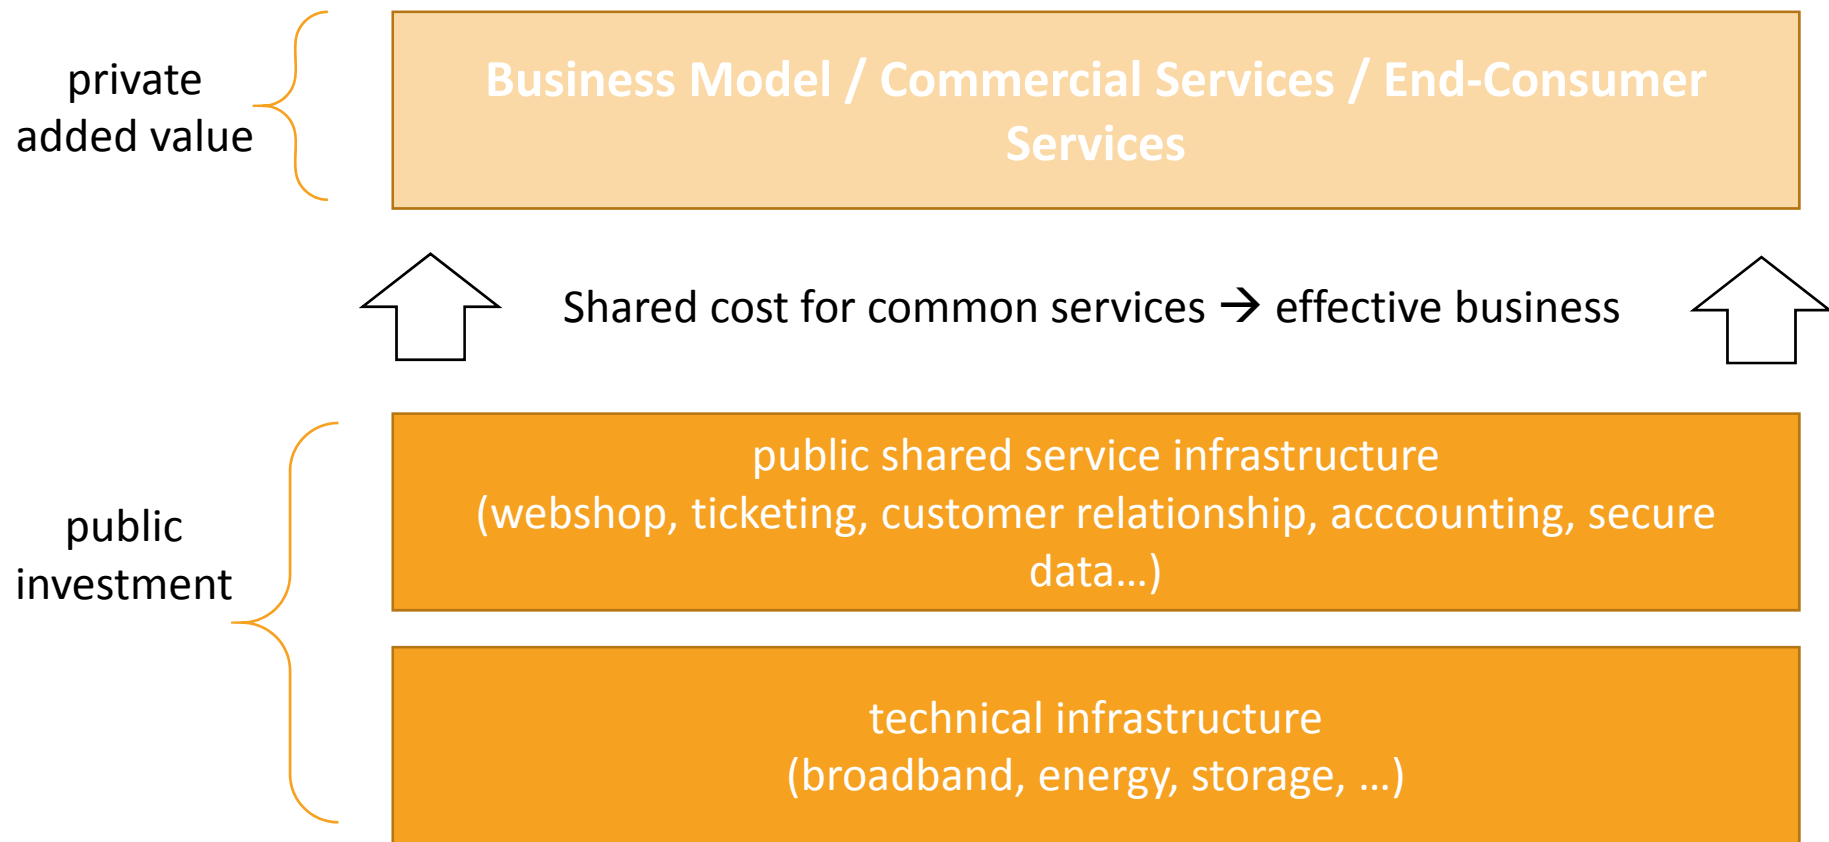 private
added value
Business Model / Commercial Services / End-Consumer
Services
Shared cost for common services → effective business
public
investment
public shared service infrastructure
(webshop, ticketing, customer relationship, acccounting, secure
data…)
technical infrastructure
(broadband, energy, storage, …)